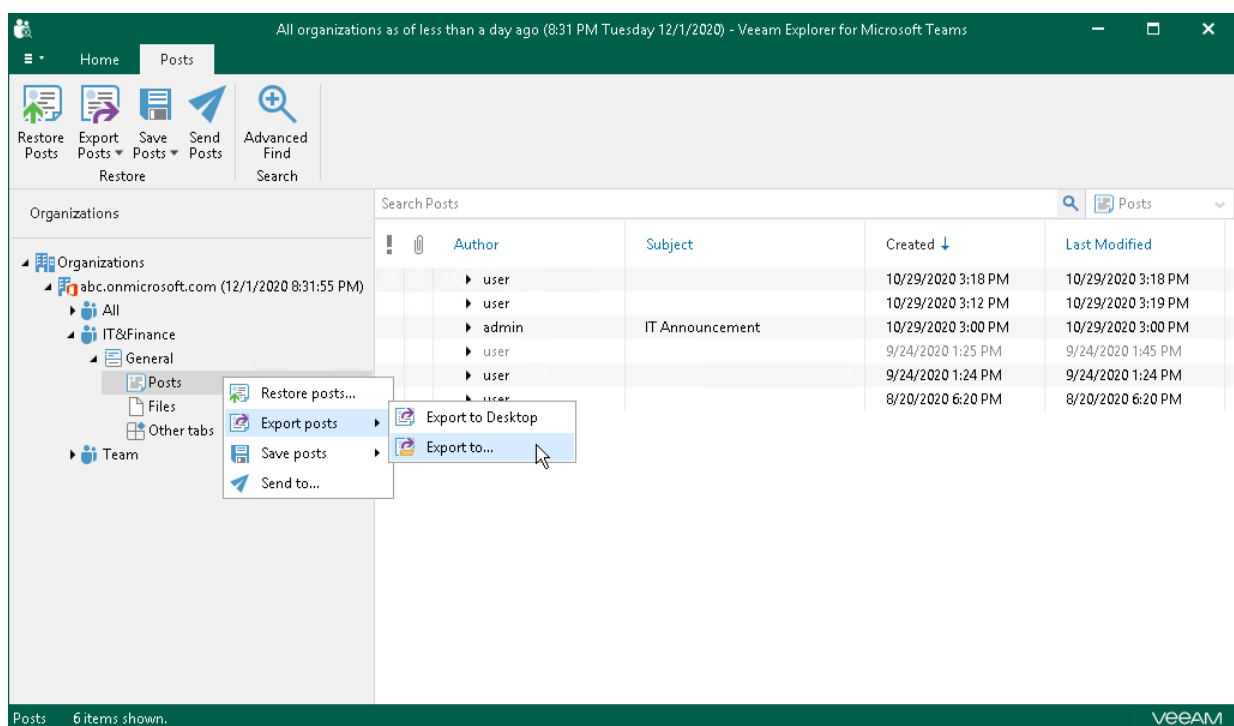 All organizations as of less than a day ago (8:31 PM Tuesday 12/1/2020) - Veeam Explorer for Microsoft Teams
Home Posts
Restore Posts
Export Posts
Save Posts
Send Posts
Advanced Find
Restore Search
Organizations
Search Posts Posts
Author Subject Created Last Modified
Organizations
abc.onmicrosoft.com (12/1/2020 8:31:55 PM)
All
IT&Finance
General
Posts
Files
Other tabs
Team
user 10/29/2020 3:18 PM 10/29/2020 3:18 PM
user 10/29/2020 3:12 PM 10/29/2020 3:19 PM
admin IT Announcement 10/29/2020 3:00 PM 10/29/2020 3:00 PM
user 9/24/2020 1:25 PM 9/24/2020 1:45 PM
user 9/24/2020 1:24 PM 9/24/2020 1:24 PM
user 8/20/2020 6:20 PM 8/20/2020 6:20 PM
Restore posts...
Export posts
Save posts
Send to...
Export to Desktop
Export to...
Posts 6 items shown. veeAM